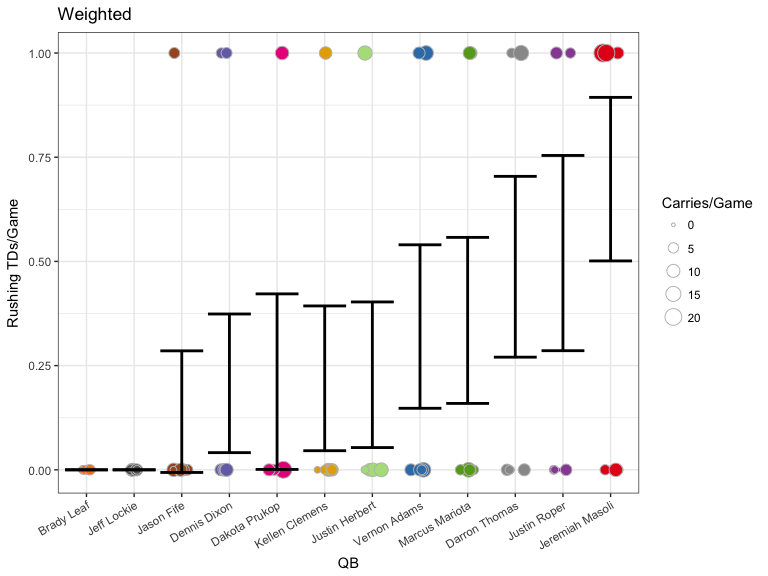 Weighted
Rushing TDs/Game
1.00
0.75
0.50
0.25
0.00
Brady Leaf
Jeff Lockie
Jason Fife
Dennis Dixon
Dakota Prukop
Kellen Clemens
Justin Herbert
Vernon Adams
Marcus Mariota
Darron Thomas
Justin Roper
Jeremiah Masoli
QB
Carries/Game
0
5
10
15
20